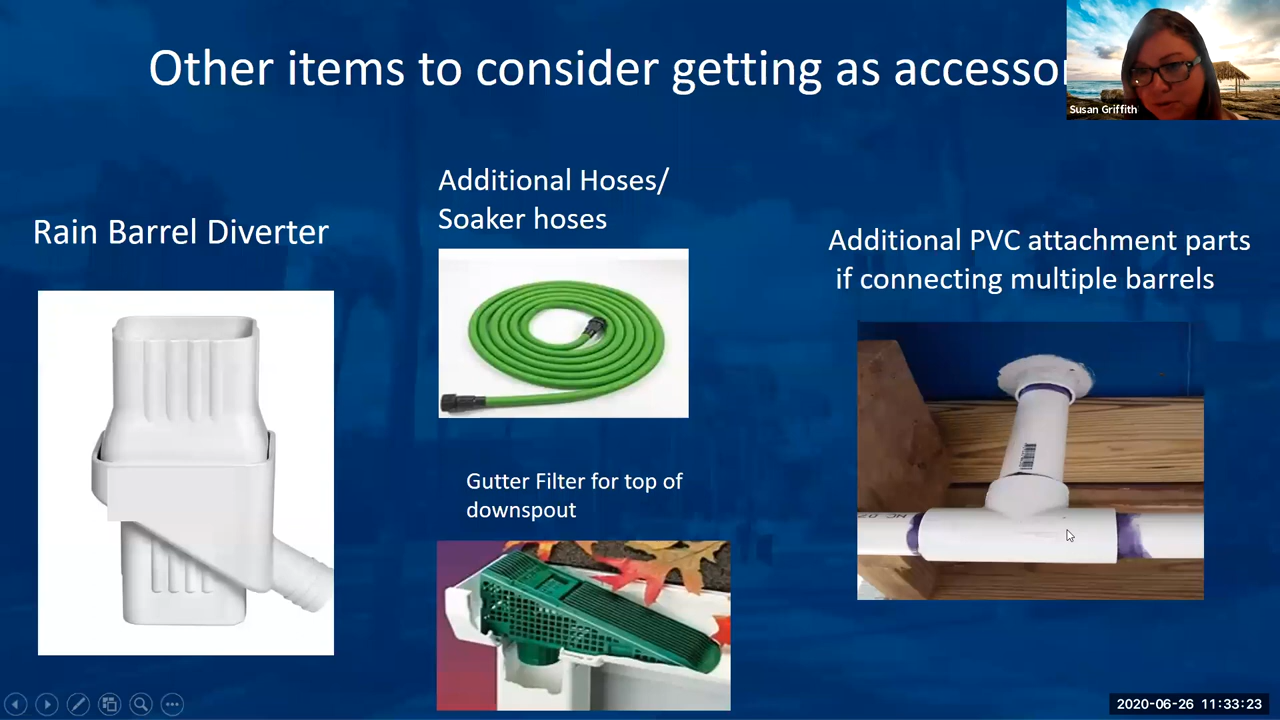 Other items to consider getting as accessor
Susan Griffith
Additional Hoses/
Soaker hoses
Rain Barrel Diverter
Additional PVC attachment parts
if connecting multiple barrels
Gutter Filter for top of
downspout
2020-06-26 11:33:23